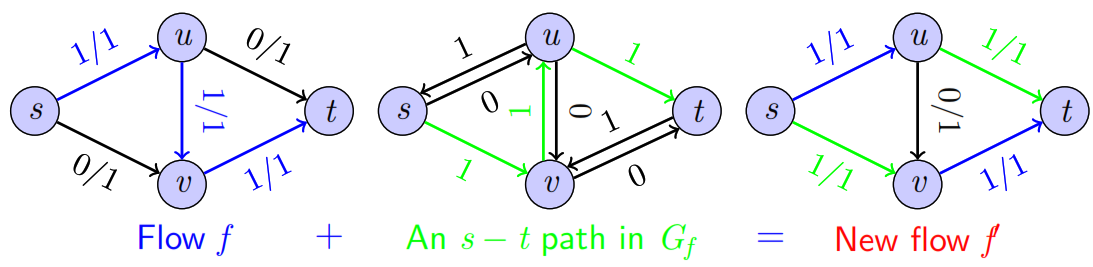 1/1 u 0/1
s 1/1 t
0/1 v 1/1
1 u 1
s 0 1 0 1 t
1 v 0
1/1 u 1/1
s 0/1 t
1/1 v 1/1
Flow f + An s − t path in G_f = New flow f′